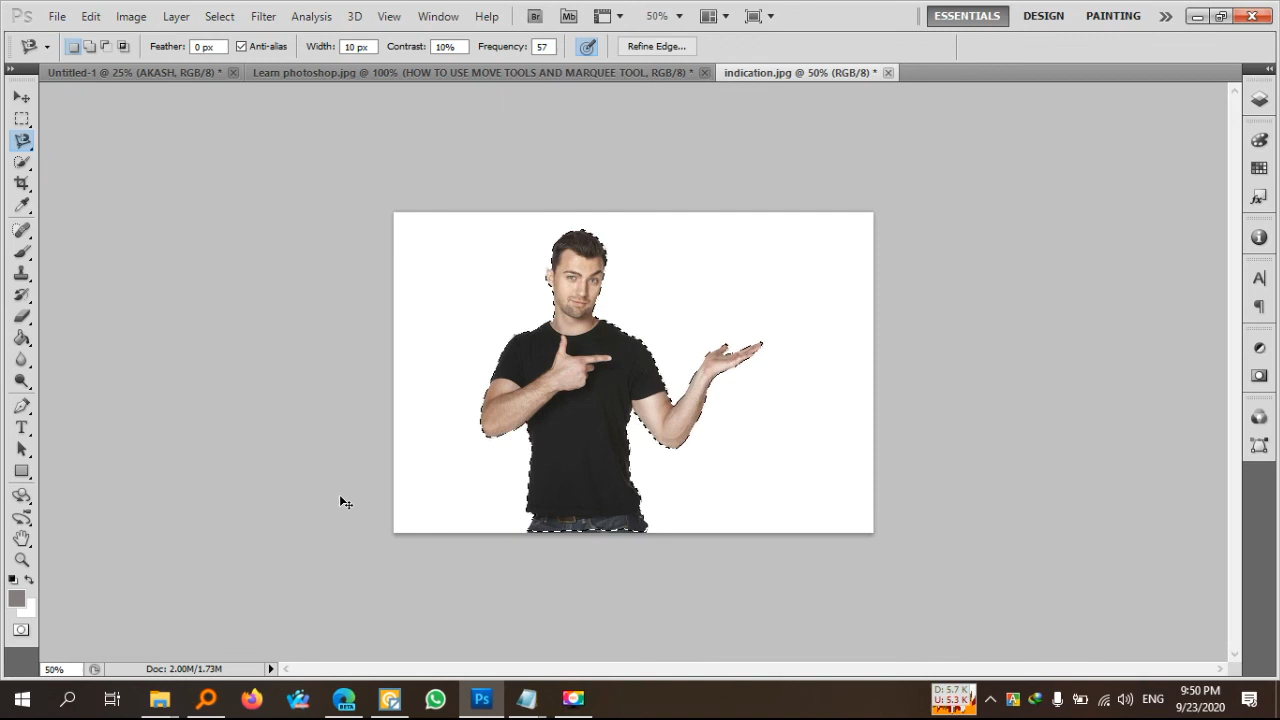 Ps File Edit Image Layer Select Filter Analysis 3D View Window Help Br Mb 50% ESSENTIALS DESIGN PAINTING
Feather: 0 px Anti-alias Width: 10 px Contrast: 10% Frequency: 57 Refine Edge...
Untitled-1 @ 25% (AKASH, RGB/8) * Learn photoshop.jpg @ 100% (HOW TO USE MOVE TOOLS AND MARQUEE TOOL, RGB/8) * indication.jpg @ 50% (RGB/8) *
50% Doc: 2.00M/1.73M
Ps D: 5.7 K U: 5.3 K ENG 9:50 PM
9/23/2020